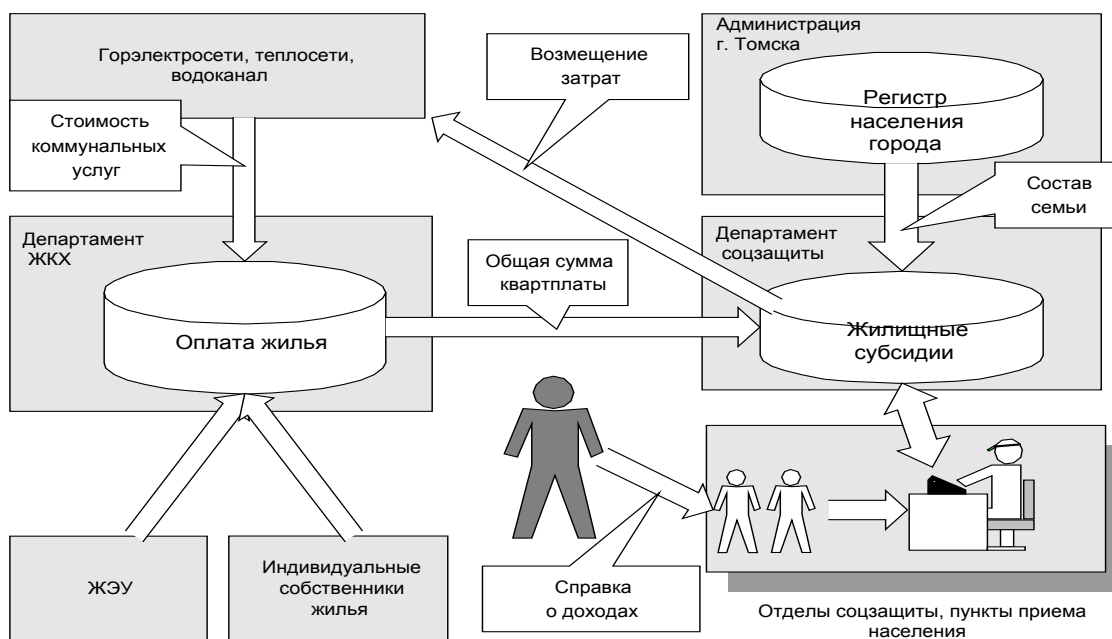 Горэлектросети, теплосети,
водоканал
Возмещение
затрат
Администрация
г. Томска
Регистр
населения
города
Стоимость
коммунальных
услуг
Состав
семьи
Департамент
ЖКХ
Оплата жилья
Общая сумма
квартплаты
Департамент
соцзащиты
Жилищные
субсидии
ЖЭУ
Индивидуальные
собственники
жилья
Справка
о доходах
Отделы соцзащиты, пункты приема
населения